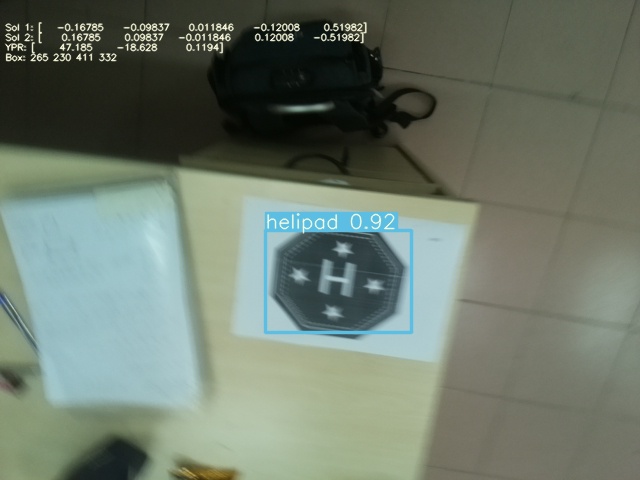 Sol 1: [ -0.16785 -0.09837 0.011846 -0.12008 0.51982]
Sol 2: [ 0.16785 0.09837 -0.011846 0.12008 -0.51982]
YPR: [ 47.185 -18.628 0.1194]
Box: 265 230 411 332
helipad 0.92
H